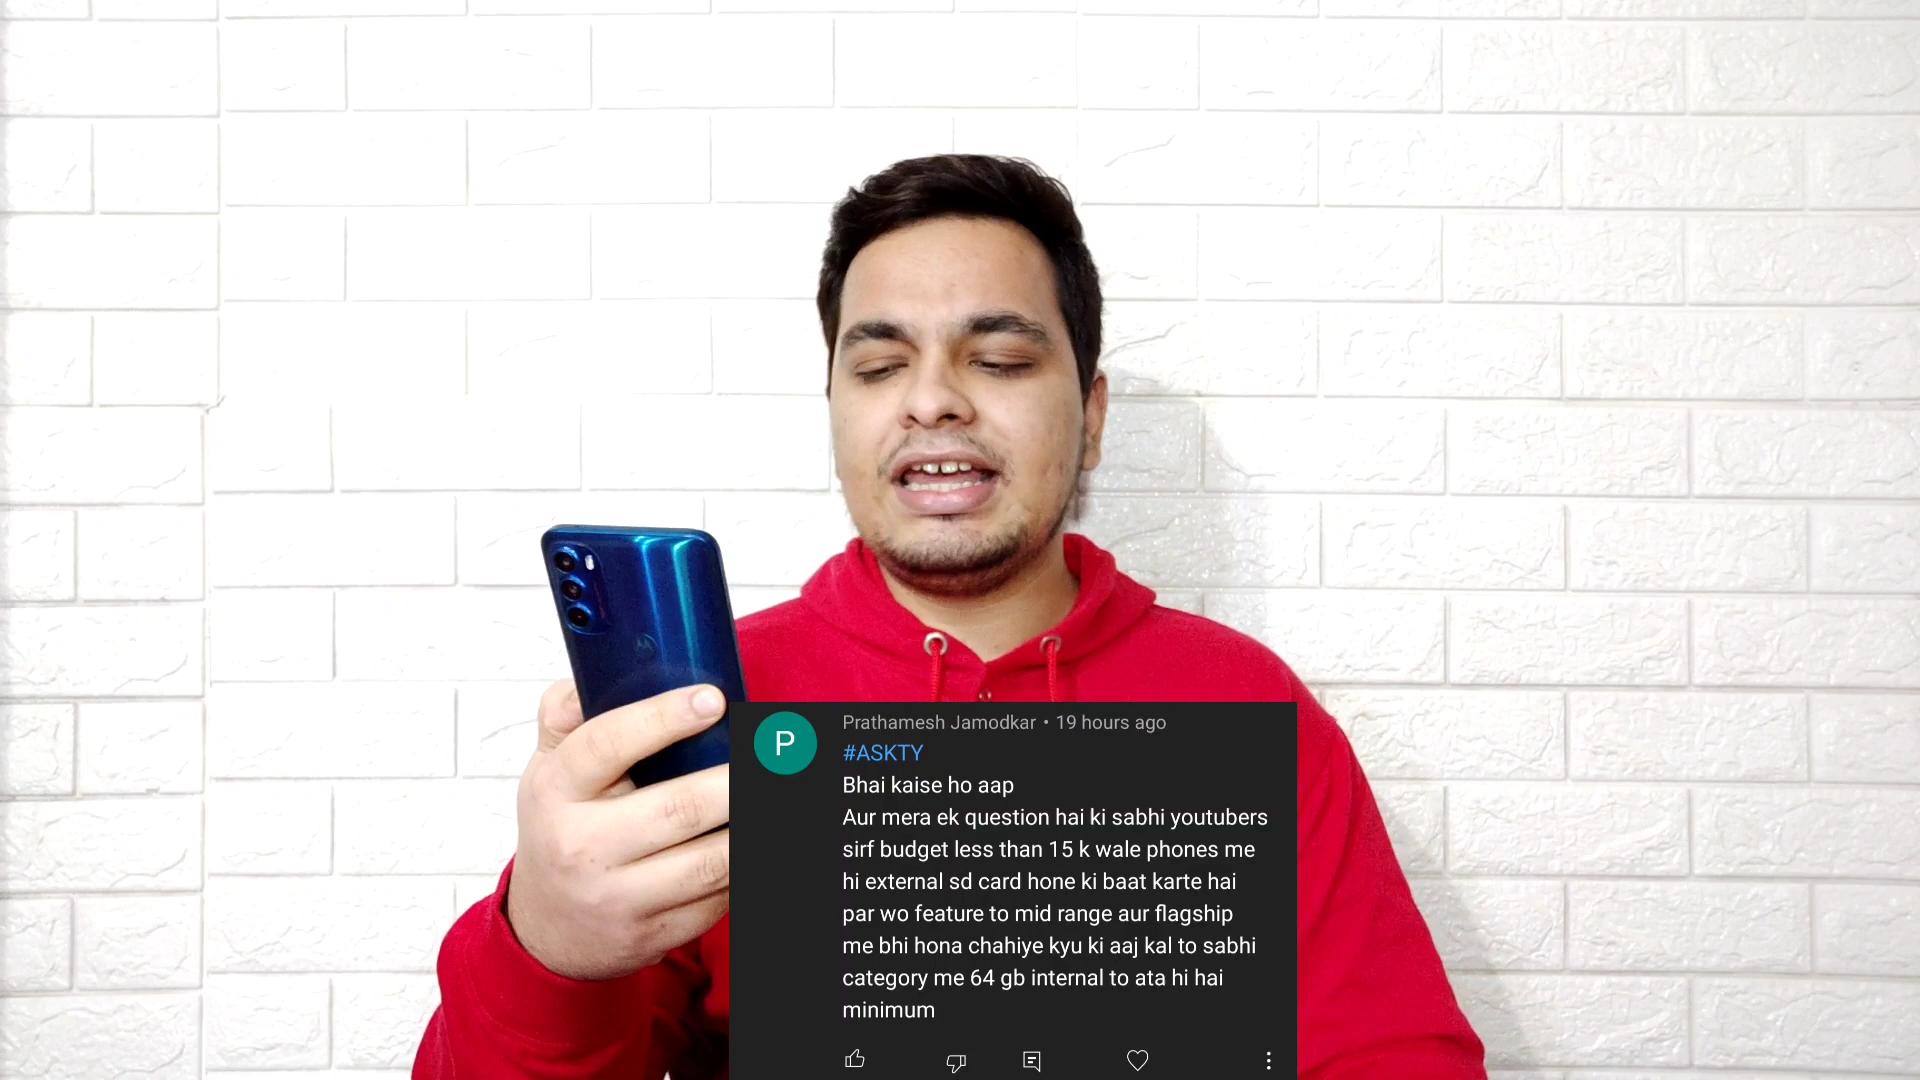 P
Prathamesh Jamodkar • 19 hours ago
#ASKTY
Bhai kaise ho aap
Aur mera ek question hai ki sabhi youtubers
sirf budget less than 15 k wale phones me
hi external sd card hone ki baat karte hai
par wo feature to mid range aur flagship
me bhi hona chahiye kyu ki aaj kal to sabhi
category me 64 gb internal to ata hi hai
minimum